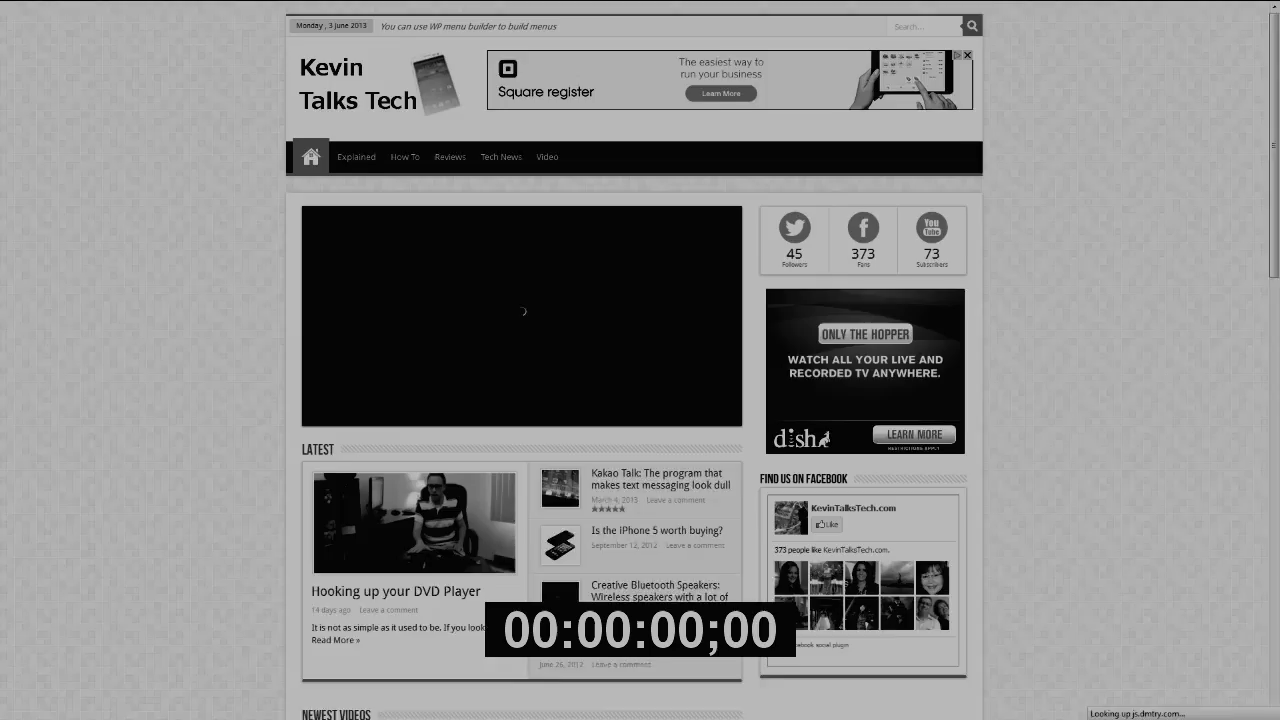 Monday , 3 June 2013
You can use WP menu builder to build menus
Search...
Kevin
Talks Tech
Square register
The easiest way to
run your business
Learn More
Explained
How To
Reviews
Tech News
Video
45
Followers
373
Fans
You
Tube
73
Subscribers
ONLY THE HOPPER
WATCH ALL YOUR LIVE AND
RECORDED TV ANYWHERE.
dish
LEARN MORE
RESTRICTIONS APPLY
LATEST
Hooking up your DVD Player
14 days ago Leave a comment
It is not as simple as it used to be. If you look
Read More »
Kakao Talk: The program that
makes text messaging look dull
March 4, 2013 Leave a comment
Is the iPhone 5 worth buying?
September 12, 2012 Leave a comment
Creative Bluetooth Speakers:
Wireless speakers with a lot of
June 26, 2012 Leave a comment
FIND US ON FACEBOOK
KevinTalksTech.com
Like
373 people like KevinTalksTech.com.
ebook social plugin
00:00:00;00
NEWEST VIDEOS
Looking up js.dmtry.com...